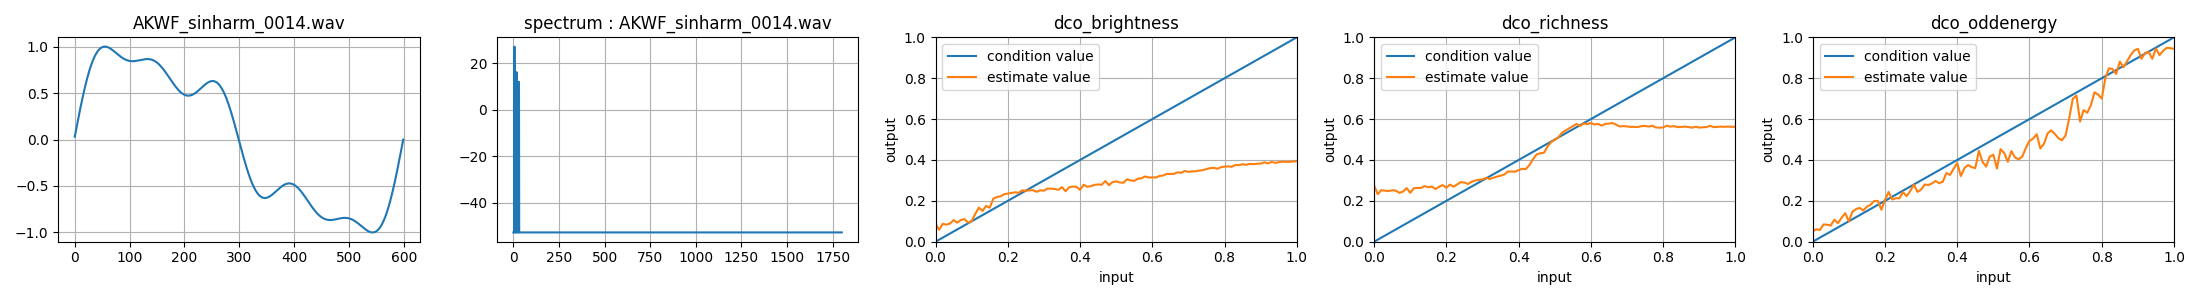 AKWF_sinharm_0014.wav
1.0
0.5
0.0
−0.5
−1.0
0 100 200 300 400 500 600
spectrum : AKWF_sinharm_0014.wav
20
0
−20
−40
0 250 500 750 1000 1250 1500 1750
dco_brightness
condition value
estimate value
output
1.0
0.8
0.6
0.4
0.2
0.0
0.0 0.2 0.4 0.6 0.8 1.0
input
dco_richness
condition value
estimate value
output
1.0
0.8
0.6
0.4
0.2
0.0
0.0 0.2 0.4 0.6 0.8 1.0
input
dco_oddenergy
condition value
estimate value
output
1.0
0.8
0.6
0.4
0.2
0.0
0.0 0.2 0.4 0.6 0.8 1.0
input